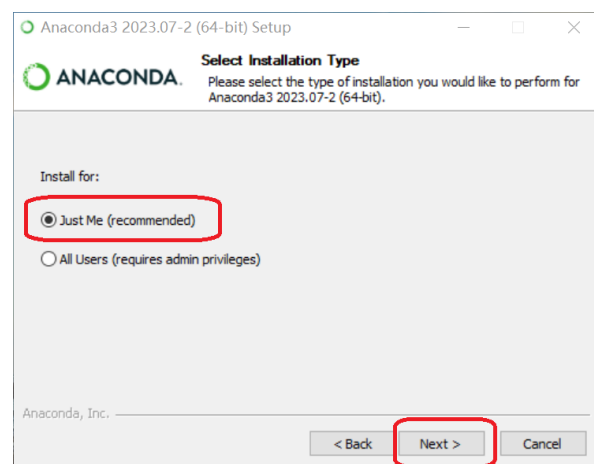 Anaconda3 2023.07-2 (64-bit) Setup
ANACONDA.
Select Installation Type
Please select the type of installation you would like to perform for
Anaconda3 2023.07-2 (64-bit).
Install for:
Just Me (recommended)
All Users (requires admin privileges)
Anaconda, Inc.
< Back Next > Cancel